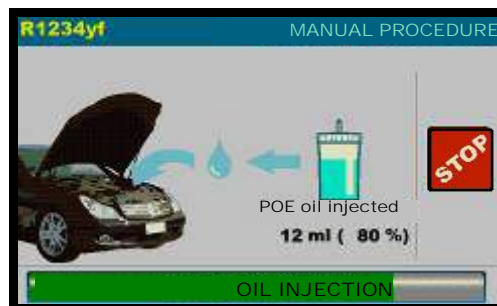 R1234yf
MANUAL PROCEDURE
STOP
POE oil injected
12 ml ( 80 %)
OIL INJECTION